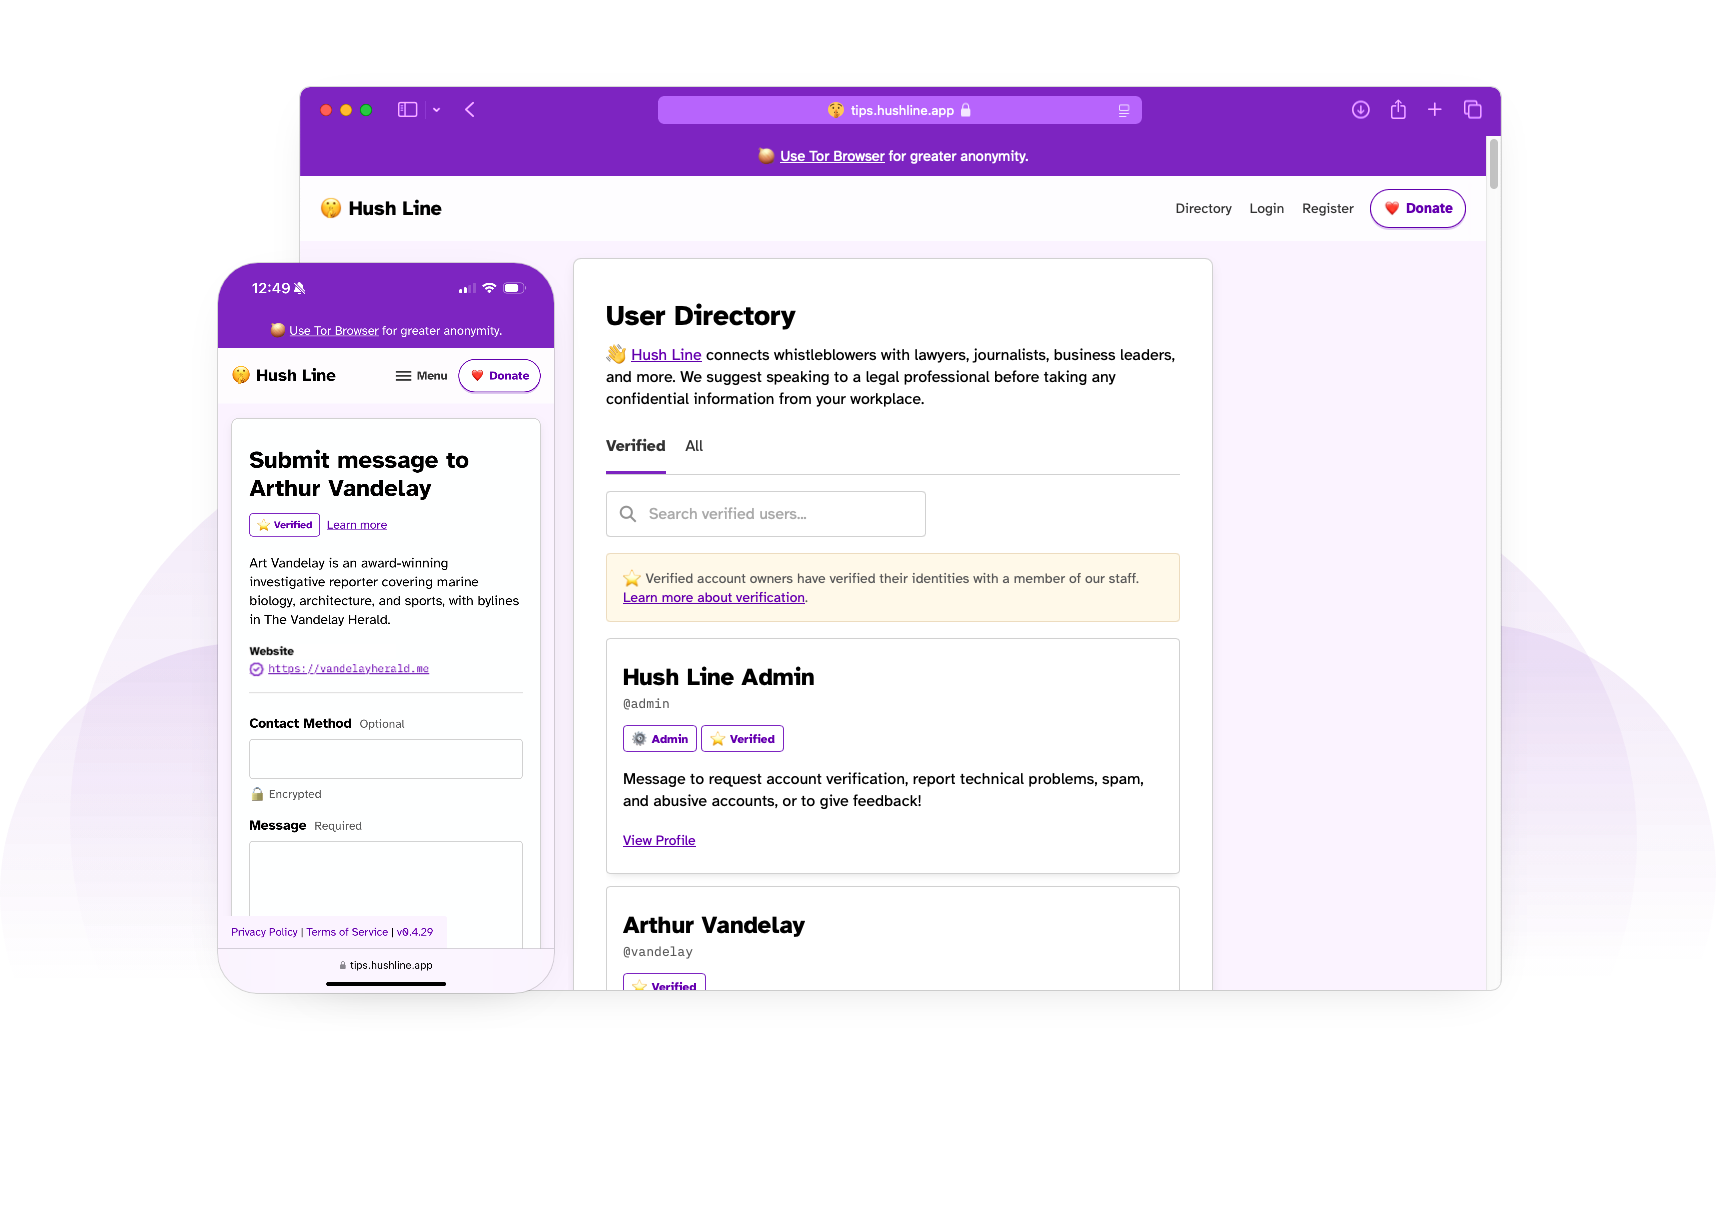 tips.hushline.app
Use Tor Browser for greater anonymity.
Hush Line
Directory Login Register Donate
User Directory
Hush Line connects whistleblowers with lawyers, journalists, business leaders,
and more. We suggest speaking to a legal professional before taking any
confidential information from your workplace.
Verified All
Search verified users...
Verified account owners have verified their identities with a member of our staff.
Learn more about verification.
Hush Line Admin
@admin
Admin Verified
Message to request account verification, report technical problems, spam,
and abusive accounts, or to give feedback!
View Profile
Arthur Vandelay
@vandelay
Verified
12:49
Use Tor Browser for greater anonymity.
Hush Line Menu Donate
Submit message to
Arthur Vandelay
Verified Learn more
Art Vandelay is an award-winning
investigative reporter covering marine
biology, architecture, and sports, with bylines
in The Vandelay Herald.
Website
https://vandelayherald.me
Contact Method Optional
Encrypted
Message Required
Privacy Policy | Terms of Service | v0.4.29
tips.hushline.app